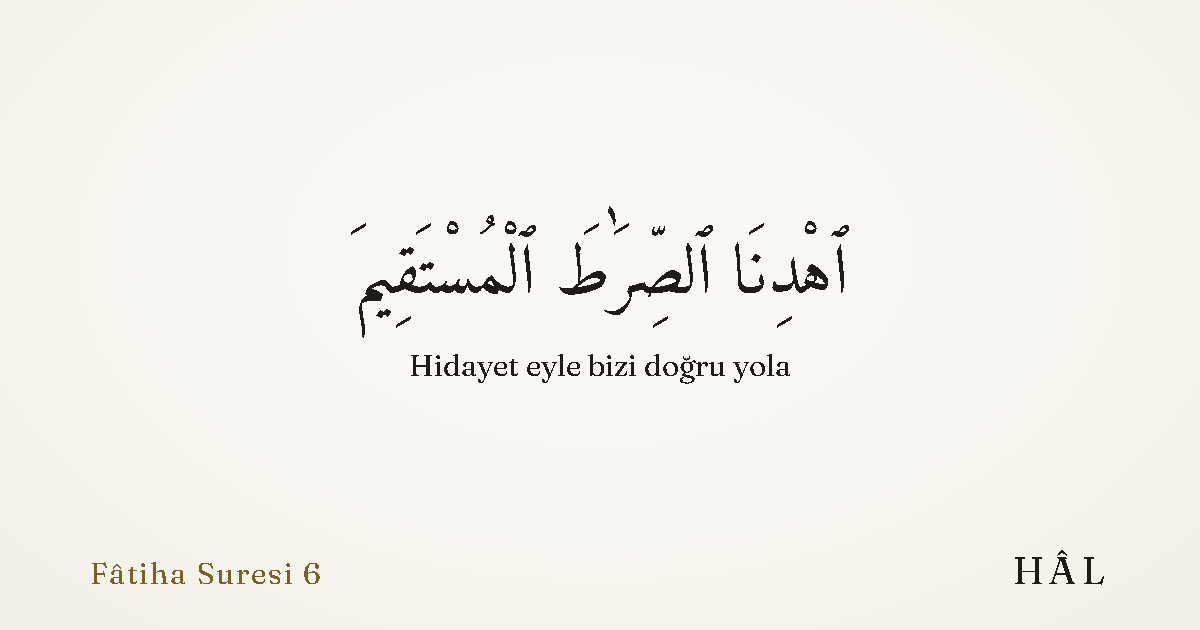 ٱهْدِنَا ٱلصِّرَٰطَ ٱلْمُسْتَقِيمَ
Hidayet eyle bizi doğru yola
Fâtiha Suresi 6
HÂL